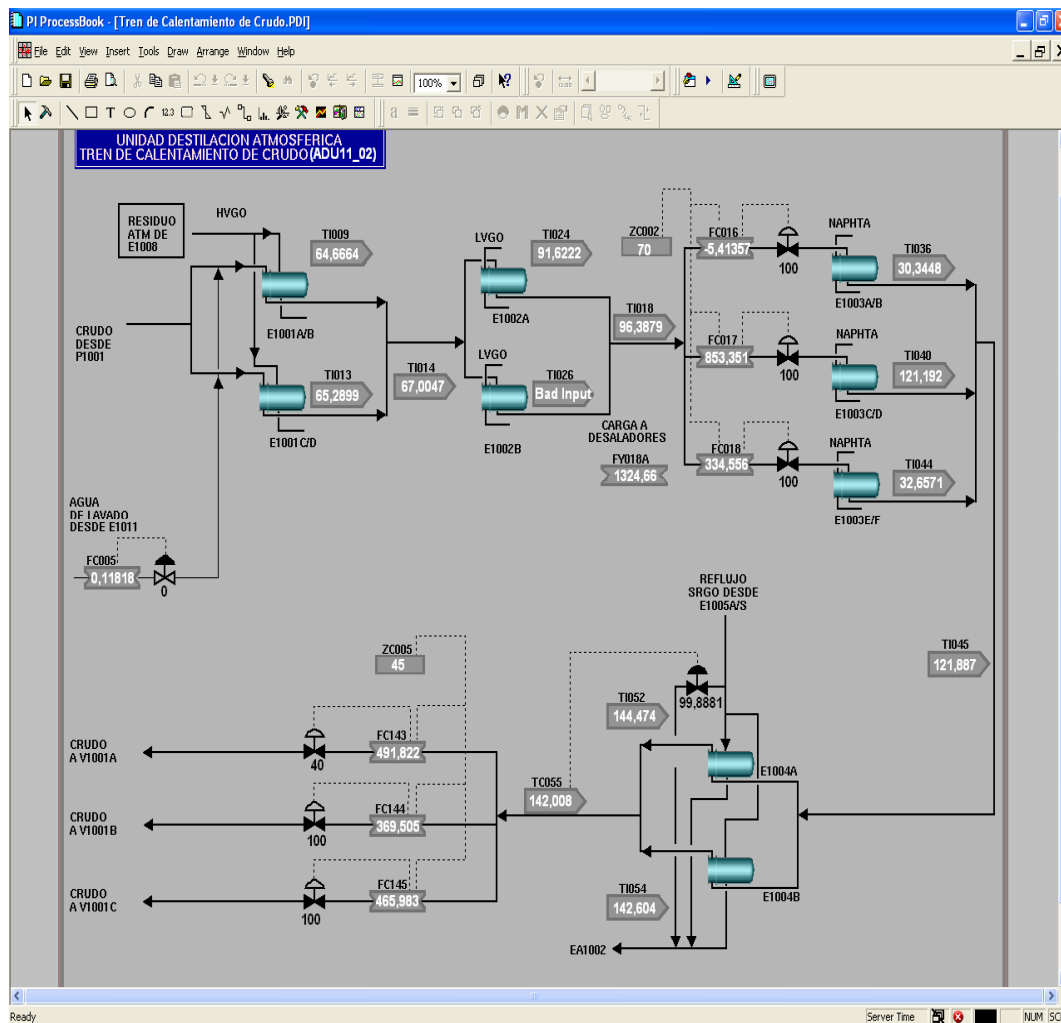 PI ProcessBook - [Tren de Calentamiento de Crudo.PDI]
File Edit View Insert Tools Draw Arrange Window Help
100%
UNIDAD DESTILACION ATMOSFERICA
TREN DE CALENTAMIENTO DE CRUDO(ADU11_02)
RESIDUO
ATM DE
E1008
HVGO
TI009
64,6664
E1001A/B
CRUDO
DESDE
P1001
TI013
65,2899
E1001C/D
TI014
67,0047
LVGO
TI024
91,6222
E1002A
LVGO
TI026
Bad Input
E1002B
TI018
96,3879
CARGA A
DESALADORES
FY018A
1324,66
ZC002
70
FC016
-5,41357
100
NAPHTA
TI036
30,3448
E1003A/B
FC017
853,351
100
NAPHTA
TI040
121,192
E1003C/D
FC018
334,556
100
NAPHTA
TI044
32,6571
E1003E/F
AGUA
DE LAVADO
DESDE E1011
FC005
0,11818
0
REFLUJO
SRGO DESDE
E1005A/S
TI045
121,887
ZC005
45
TI052
144,474
99,8881
E1004A
CRUDO
A V1001A
40
FC143
491,822
TC055
142,008
CRUDO
A V1001B
100
FC144
369,505
CRUDO
A V1001C
100
FC145
465,983
TI054
142,604
E1004B
EA1002
Ready
Server Time
NUM